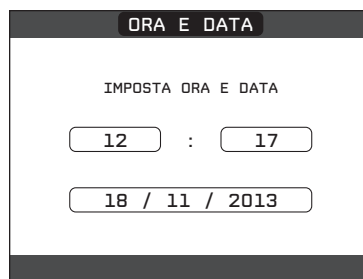 ORA E DATA
IMPOSTA ORA E DATA
12 : 17
18 / 11 / 2013